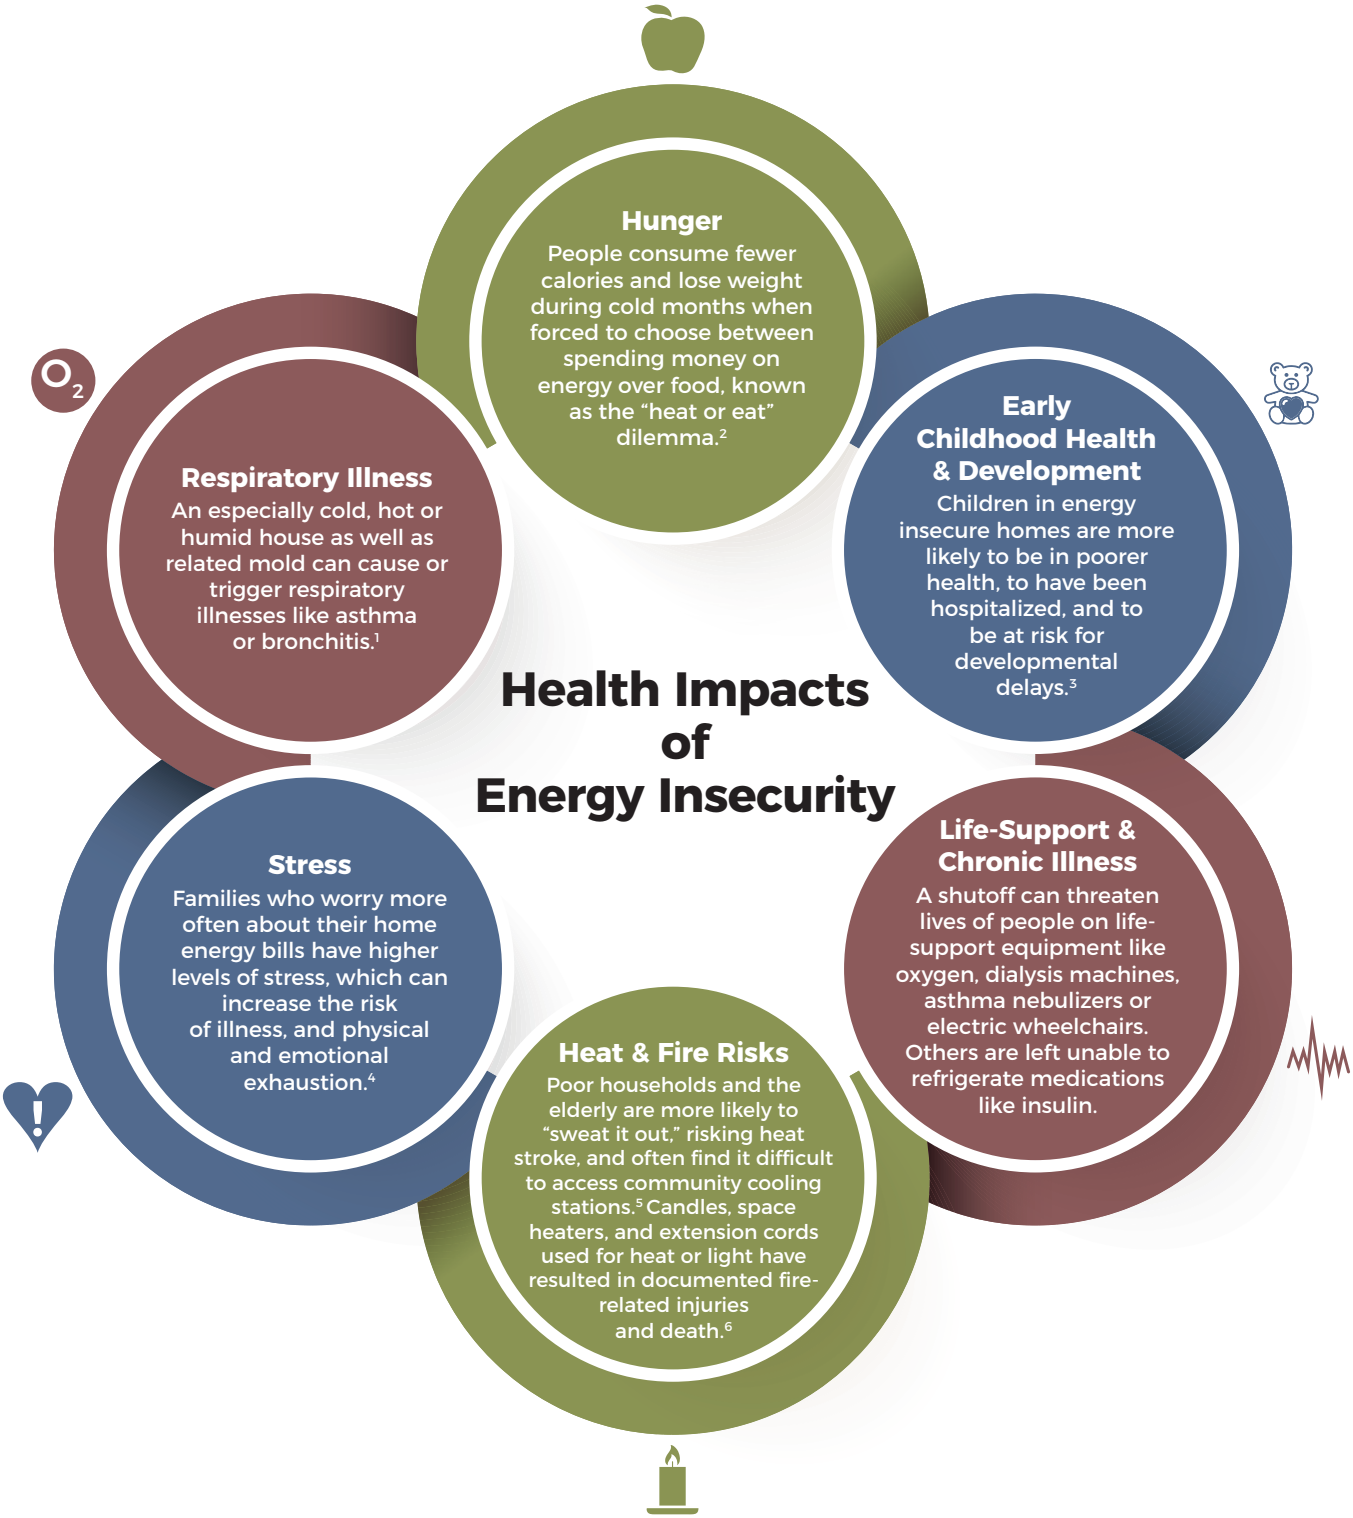 Hunger
People consume fewer
calories and lose weight
during cold months when
forced to choose between
spending money on
energy over food, known
as the “heat or eat”
dilemma.²
Early
Childhood Health
& Development
Children in energy
insecure homes are more
likely to be in poorer
health, to have been
hospitalized, and to
be at risk for
developmental
delays.³
O₂
Respiratory Illness
An especially cold, hot or
humid house as well as
related mold can cause or
trigger respiratory
illnesses like asthma
or bronchitis.¹
Health Impacts
of
Energy Insecurity
Life-Support &
Chronic Illness
A shutoff can threaten
lives of people on life-
support equipment like
oxygen, dialysis machines,
asthma nebulizers or
electric wheelchairs.
Others are left unable to
refrigerate medications
like insulin.
Stress
Families who worry more
often about their home
energy bills have higher
levels of stress, which can
increase the risk
of illness, and physical
and emotional
exhaustion.⁴
!
Heat & Fire Risks
Poor households and the
elderly are more likely to
“sweat it out,” risking heat
stroke, and often find it difficult
to access community cooling
stations.⁵ Candles, space
heaters, and extension cords
used for heat or light have
resulted in documented fire-
related injuries
and death.⁶